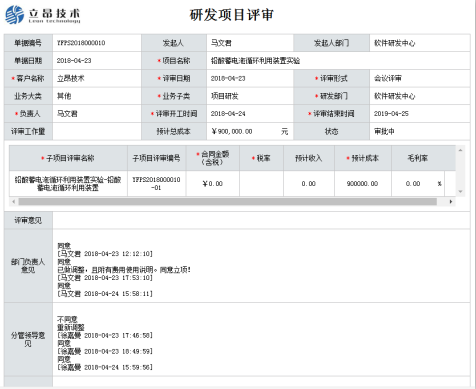 立昂技术
Leon technology
研发项目评审
单据编号 YFPS2018000010 发起人 马文君 发起人部门 软件研发中心
单据日期 2018-04-23 *项目名称 铅酸蓄电池循环利用装置实验
*客户名称 立昂技术 *评审日期 2018-04-23 *评审形式 会议评审
业务大类 其他 *业务子类 项目研发 *研发部门 软件研发中心
*负责人 马文君 *评审开工时间 2018-04-24 *评审结束时间 2019-04-25
评审工作量 预计总成本 ￥900,000.00 元 状态 审批中
*子项目评审名称 子项目评审编号 *合同金额(含税) *税率 预计收入 *预计成本 毛利率
铅酸蓄电池循环利用装置实验-铅酸 YFPS2018000010 ￥0.00 0.00 900000.00 0.00 %
蓄电池循环利用装置 -01
评审意见
部门负责人意见
同意
[马文君 2018-04-23 12:12:10]
同意
已做调整，且附有费用使用说明。同意立项!
[马文君 2018-04-23 17:53:10]
同意
[马文君 2018-04-24 15:58:11]
分管领导意见
不同意
重新调整
[徐嘉曼 2018-04-23 17:46:58]
同意
[徐嘉曼 2018-04-23 18:49:59]
同意
[徐嘉曼 2018-04-24 15:59:56]